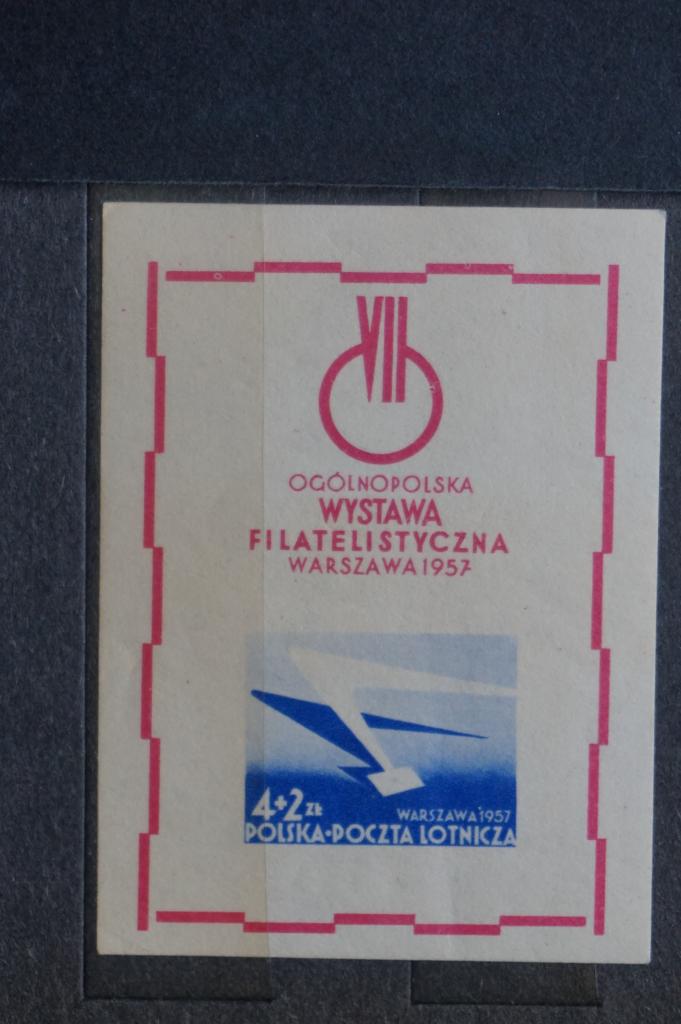 VII
OGÓLNOPOLSKA
WYSTAWA
FILATELISTYCZNA
WARSZAWA 1957
4+2 ZŁ
WARSZAWA 1957
POLSKA•POCZTA LOTNICZA